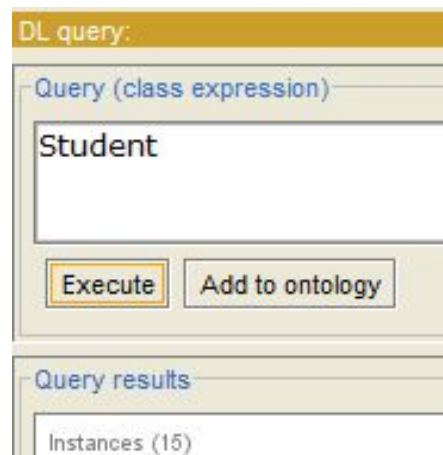 DL query:
Query (class expression)
Student
Execute Add to ontology
Query results
Instances (15)